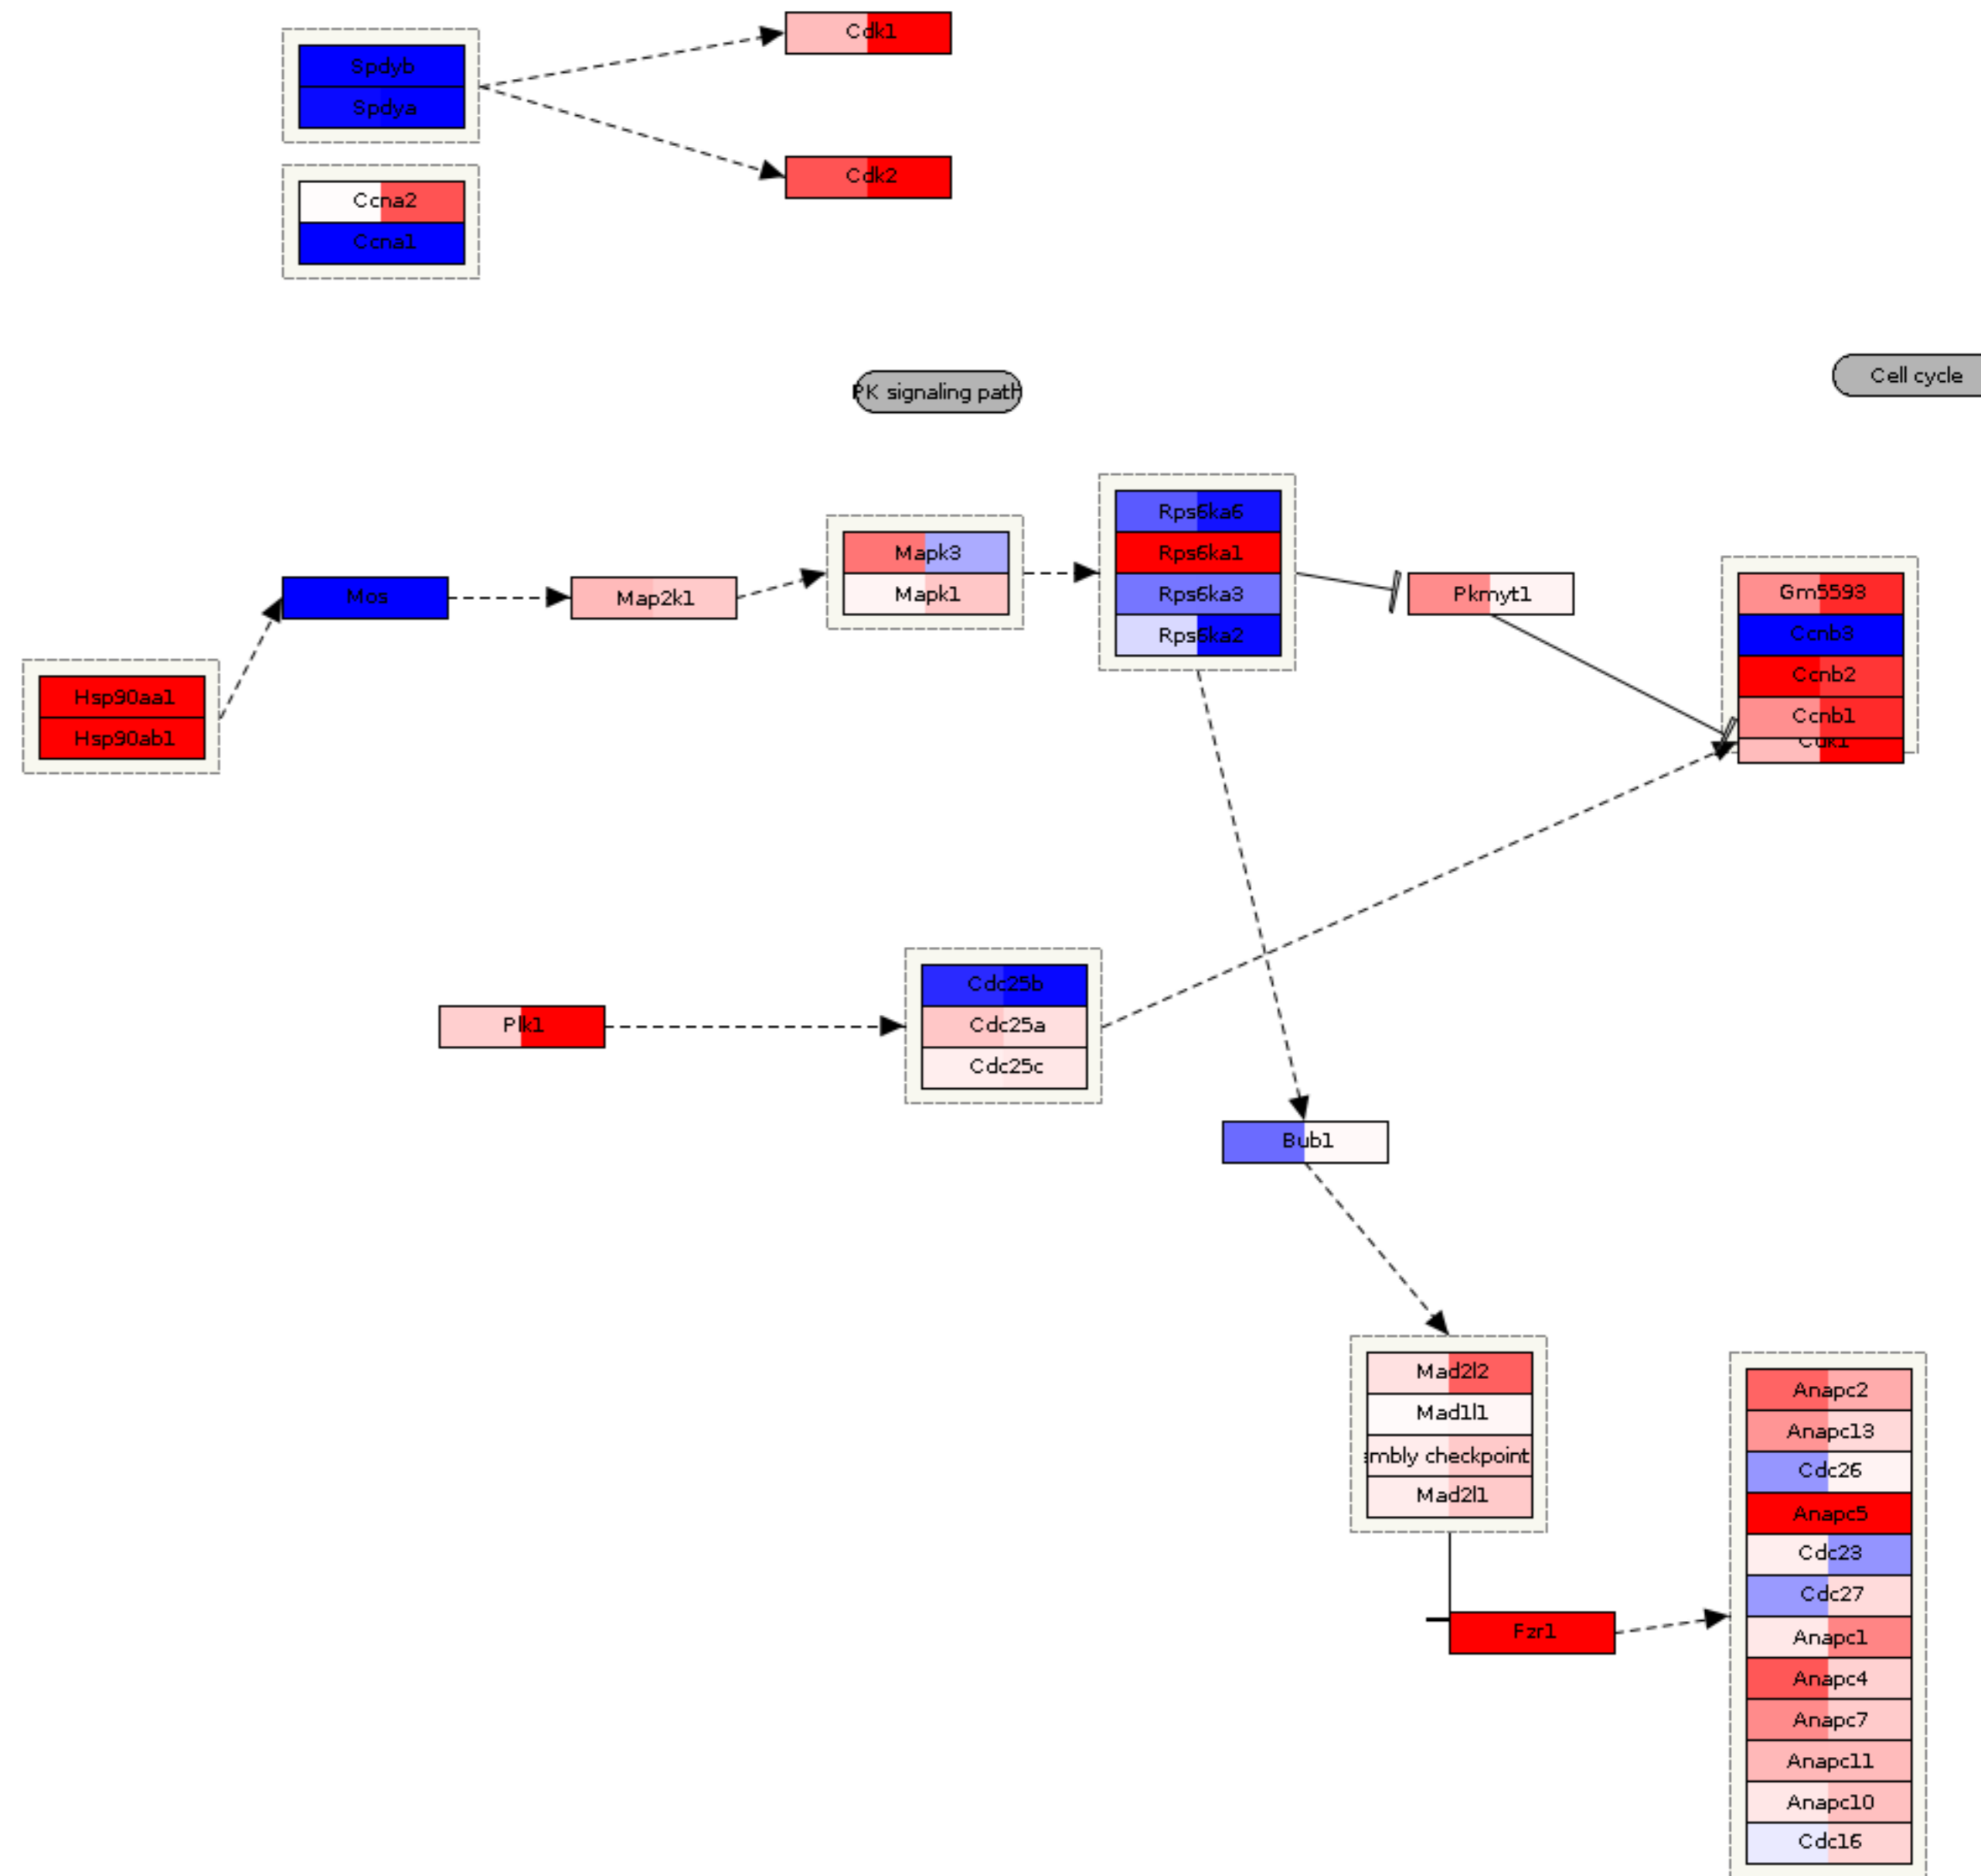 Cdk1
Spdyb
Spdya
Cdk2
Ccna2
Ccna1
PK signaling path
Cell cycle
Rps6ka6
Rps6ka1
Rps6ka3
Rps6ka2
Mapk3
Mapk1
Mos
Map2k1
Pkmyt1
Gm5593
Ccnb3
Ccnb2
Ccnb1
Cdk1
Hsp90aa1
Hsp90ab1
Cdc25b
Cdc25a
Cdc25c
Plk1
Bub1
Mad2l2
Mad1l1
mbly checkpoint
Mad2l1
Fzr1
Anapc2
Anapc13
Cdc26
Anapc5
Cdc23
Cdc27
Anapc1
Anapc4
Anapc7
Anapc11
Anapc10
Cdc16